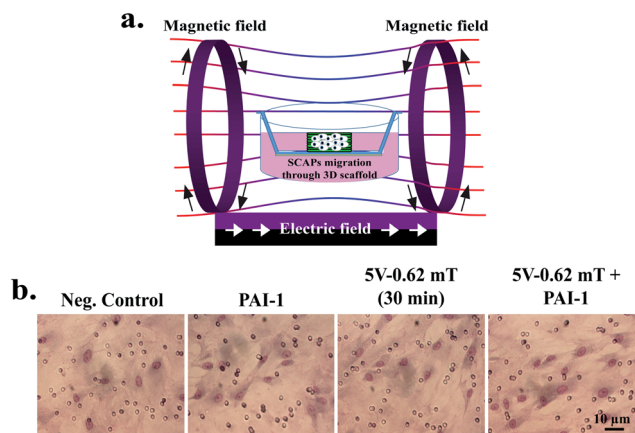 a.
Magnetic field
Magnetic field
SCAPs migration
through 3D scaffold
Electric field
b.
Neg. Control
PAI-1
5V-0.62 mT
(30 min)
5V-0.62 mT +
PAI-1
10 µm